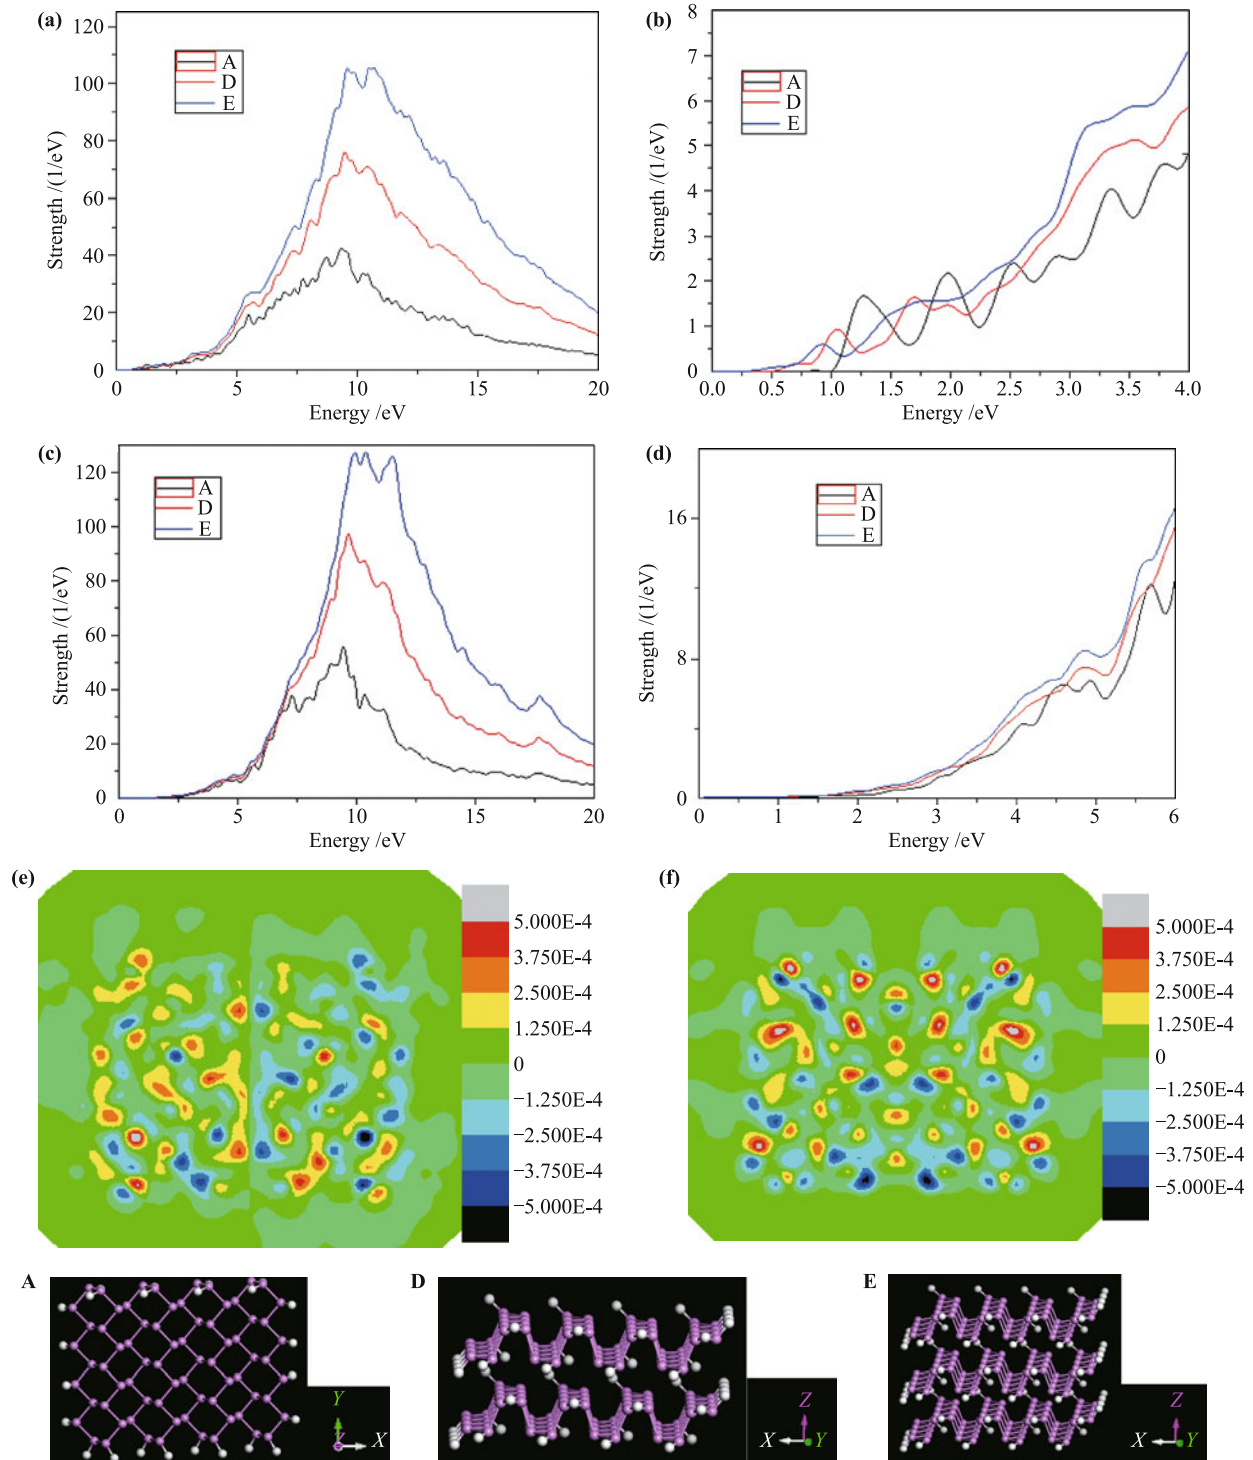 (a)
120
100
80
60
40
20
0
Strength /(1/eV)
A
D
E
0
5
10
15
20
Energy /eV
(b)
8
7
6
5
4
3
2
1
0
Strength /(1/eV)
A
D
E
0.0
0.5
1.0
1.5
2.0
2.5
3.0
3.5
4.0
Energy /eV
(c)
120
100
80
60
40
20
0
Strength /(1/eV)
A
D
E
0
5
10
15
20
Energy /eV
(d)
16
8
0
Strength /(1/eV)
A
D
E
0
1
2
3
4
5
6
Energy /eV
(e)
5.000E-4
3.750E-4
2.500E-4
1.250E-4
0
−1.250E-4
−2.500E-4
−3.750E-4
−5.000E-4
(f)
5.000E-4
3.750E-4
2.500E-4
1.250E-4
0
−1.250E-4
−2.500E-4
−3.750E-4
−5.000E-4
A
Y
Z
X
D
Z
X
Y
E
Z
X
Y